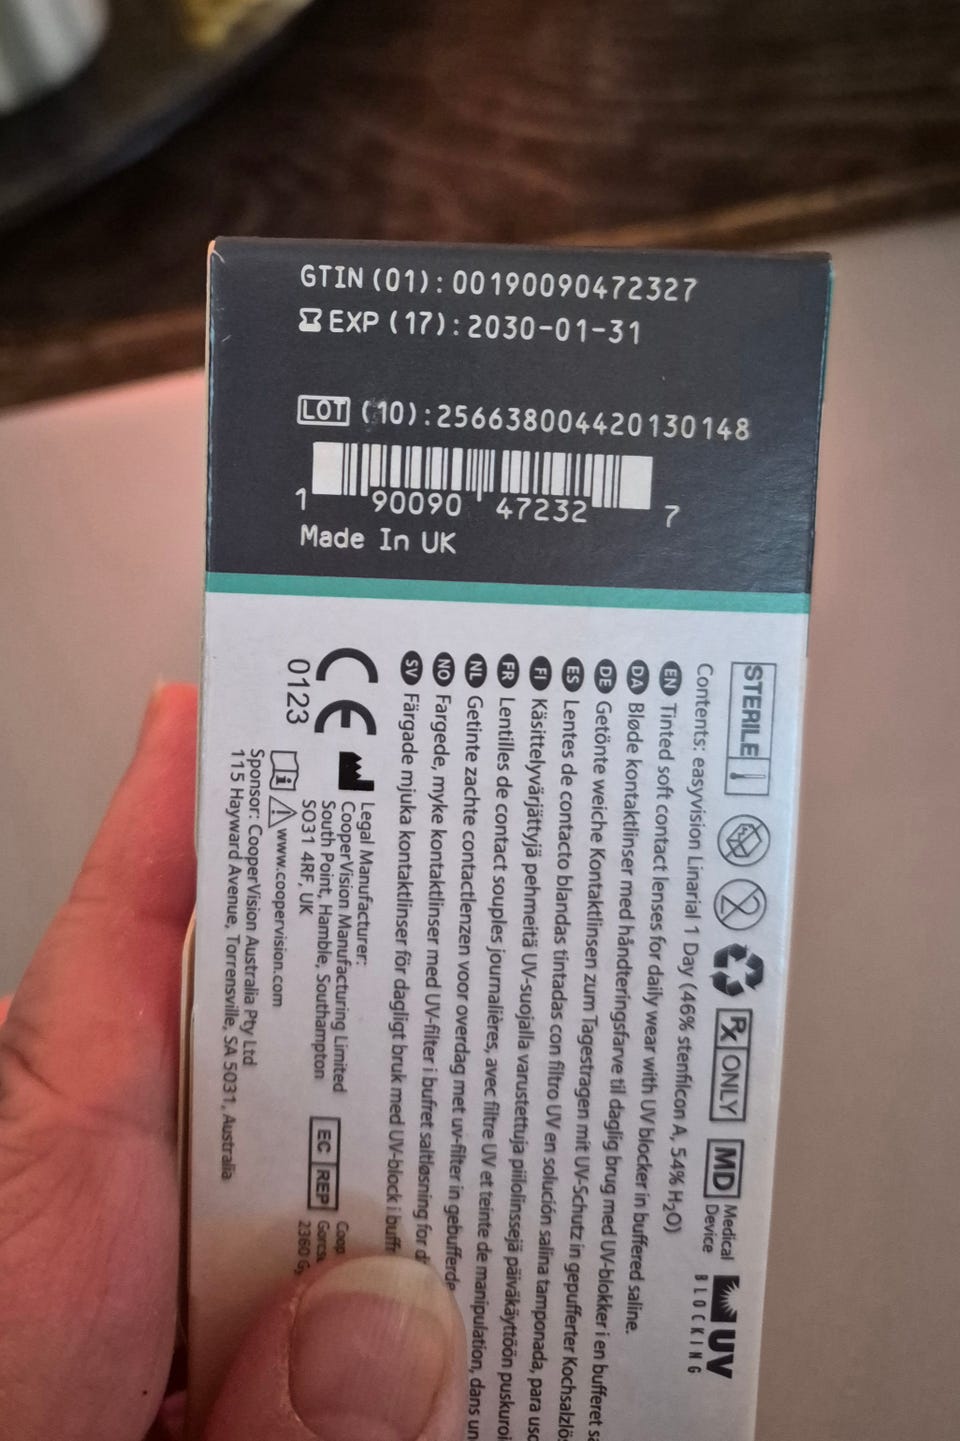 GTIN (01): 00190090472327
EXP (17): 2030-01-31
LOT (10): 256638004420130148
1 90090 47232 7
Made In UK
STERILE
2
Rx ONLY
MD Medical Device
UV BLOCKING
Contents: easyvision Linarial 1 Day (46% stenfilcon A, 54% H₂O)
EN Tinted soft contact lenses for daily wear with UV blocker in buffered saline.
DA Bløde kontaktlinser med håndteringsfarve til daglig brug med UV-blokker i en bufferet
DE Getönte weiche Kontaktlinsen zum Tagestragen mit UV-Schutz in gepufferter
ES Lentes de contacto blandas tintadas con filtro UV en solución salina tamponada, para
FI Käsittelyvärjättyjä pehmeitä UV-suojalla varustettuja piilolinssejä päiväkäyttöön
FR Lentilles de contact souples journalières, avec filtre UV et teinte de manipulation, dans
NL Getinte zachte contactlenzen voor overdag met uv-filter in gebufferde
NO Fargede, myke kontaktlinser med UV-filter i bufret saltløsning for
SV Färgade mjuka kontaktlinser för dagligt bruk med UV-block i
CE
0123
Legal Manufacturer:
CooperVision Manufacturing Limited
South Point, Hamble, Southampton
SO31 4RF, UK
EC REP
2360
www.coopervision.com
Sponsor: CooperVision Australia Pty Ltd
115 Hayward Avenue, Torrensville, SA 5031, Australia